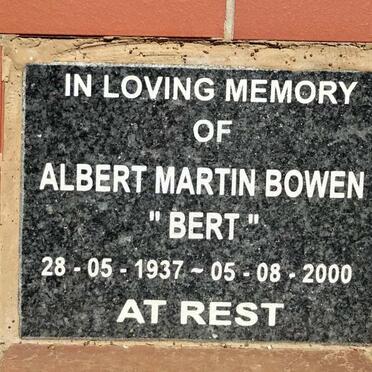 IN LOVING MEMORY
OF
ALBERT MARTIN BOWEN
" BERT "
28 - 05 - 1937 ~ 05 - 08 - 2000
AT REST